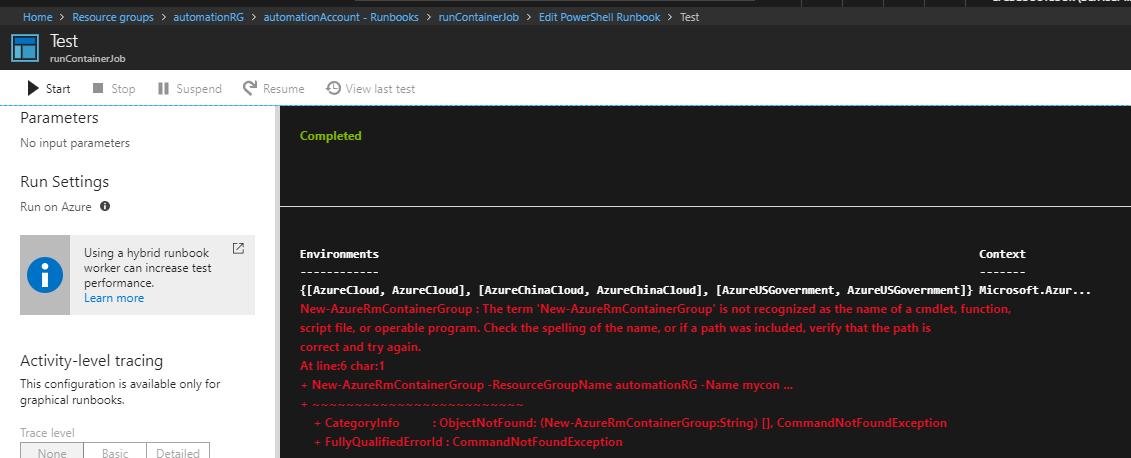 Home > Resource groups > automationRG > automationAccount - Runbooks > runContainerJob > Edit PowerShell Runbook > Test
Test
runContainerJob
Start Stop Suspend Resume View last test
Parameters
No input parameters
Run Settings
Run on Azure
Using a hybrid runbook
worker can increase test
performance.
Learn more
Activity-level tracing
This configuration is available only for
graphical runbooks.
Trace level
None Basic Detailed
Completed
Environments Context
------------ -------
{[AzureCloud, AzureCloud], [AzureChinaCloud, AzureChinaCloud], [AzureUSGovernment, AzureUSGovernment]} Microsoft.Azur...
New-AzureRmContainerGroup : The term 'New-AzureRmContainerGroup' is not recognized as the name of a cmdlet, function,
script file, or operable program. Check the spelling of the name, or if a path was included, verify that the path is
correct and try again.
At line:6 char:1
+ New-AzureRmContainerGroup -ResourceGroupName automationRG -Name mycon ...
+ ~~~~~~~~~~~~~~~~~~~~~~~~~
+ CategoryInfo : ObjectNotFound: (New-AzureRmContainerGroup:String) [], CommandNotFoundException
+ FullyQualifiedErrorId : CommandNotFoundException